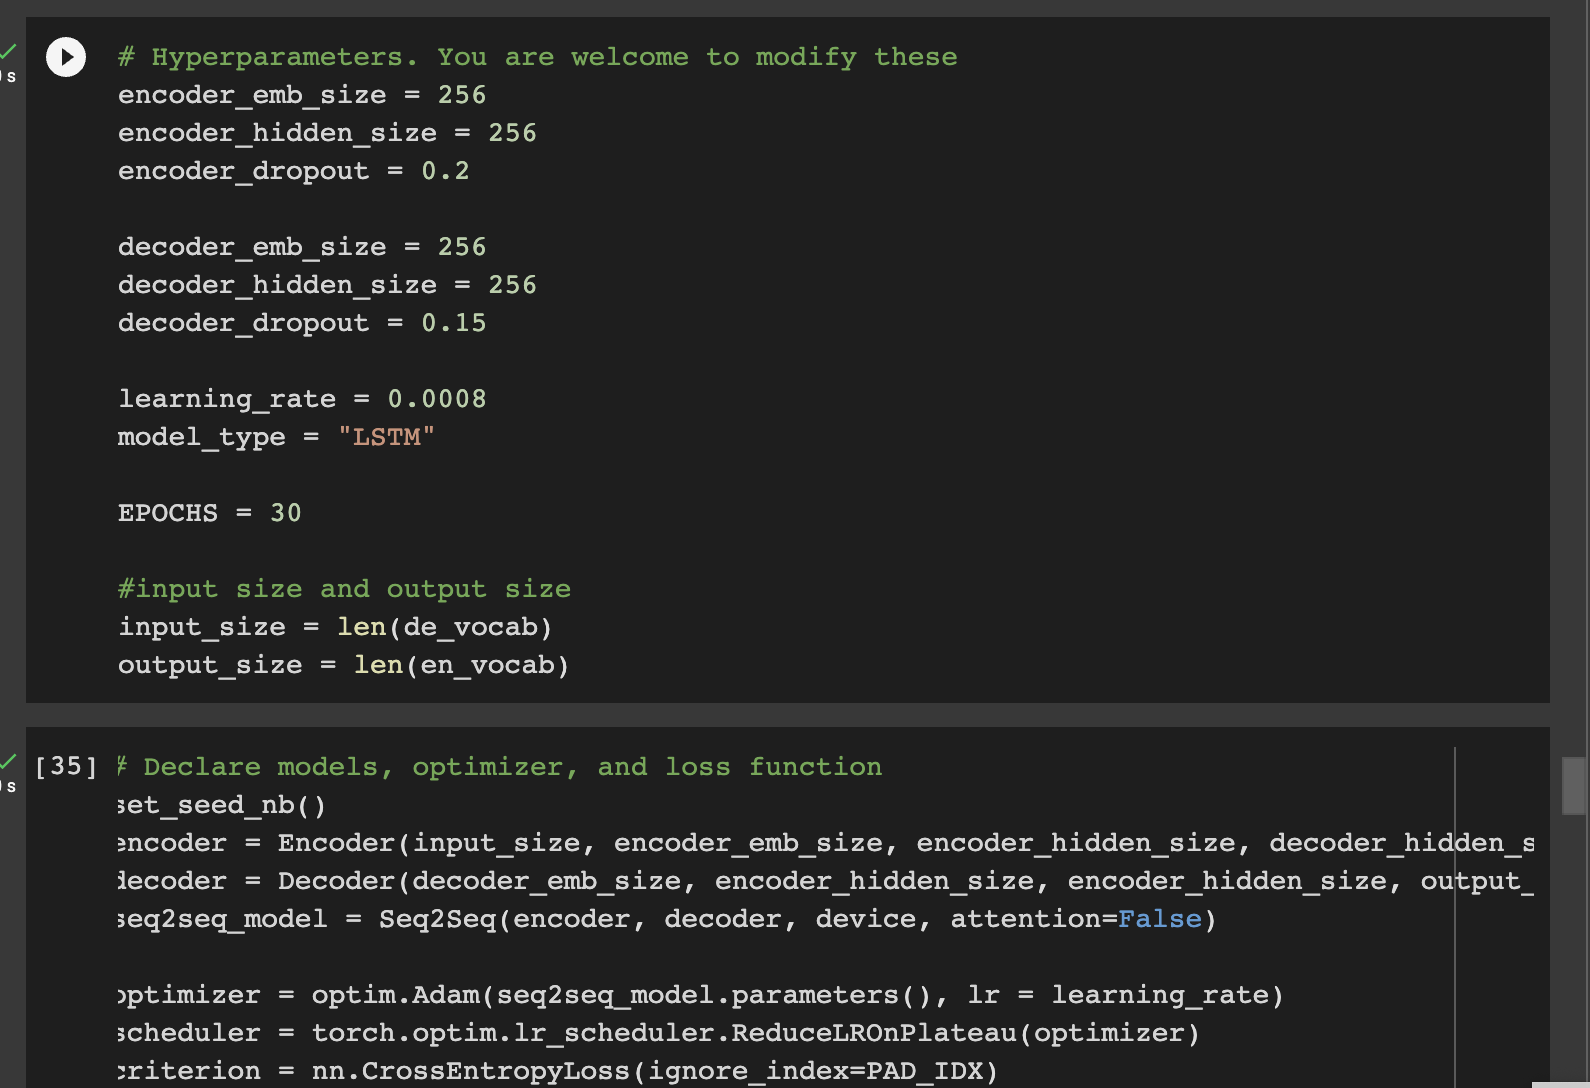 # Hyperparameters. You are welcome to modify these
encoder_emb_size = 256
encoder_hidden_size = 256
encoder_dropout = 0.2
decoder_emb_size = 256
decoder_hidden_size = 256
decoder_dropout = 0.15
learning_rate = 0.0008
model_type = "LSTM"
EPOCHS = 30
#input size and output size
input_size = len(de_vocab)
output_size = len(en_vocab)
[35] # Declare models, optimizer, and loss function
set_seed_nb()
encoder = Encoder(input_size, encoder_emb_size, encoder_hidden_size, decoder_hidden_s
decoder = Decoder(decoder_emb_size, encoder_hidden_size, encoder_hidden_size, output_
seq2seq_model = Seq2Seq(encoder, decoder, device, attention=False)
optimizer = optim.Adam(seq2seq_model.parameters(), lr = learning_rate)
scheduler = torch.optim.lr_scheduler.ReduceLROnPlateau(optimizer)
criterion = nn.CrossEntropyLoss(ignore_index=PAD_IDX)